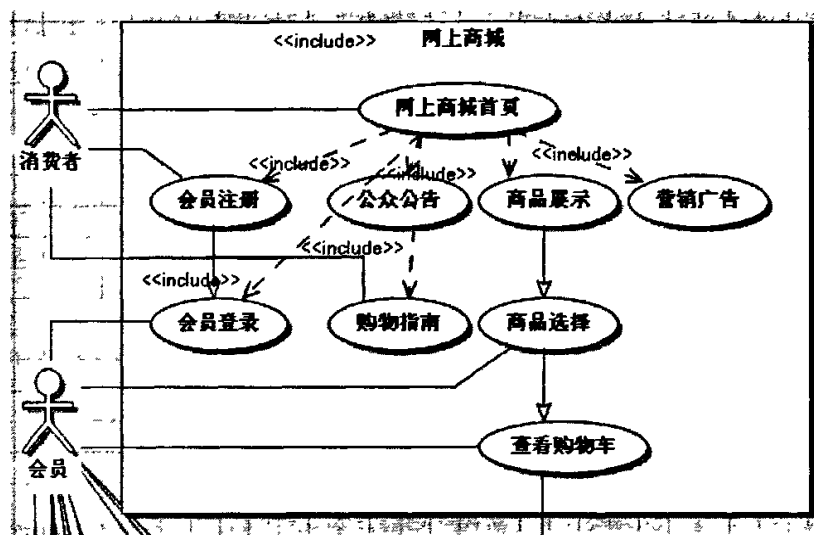 <<include>> 网上商城
网上商城首页
消费者
<<include>>
<<include>>
<<include>>
<<include>>
会员注册
公众公告
商品展示
营销广告
<<include>>
<<include>>
会员登录
购物指南
商品选择
会员
查看购物车